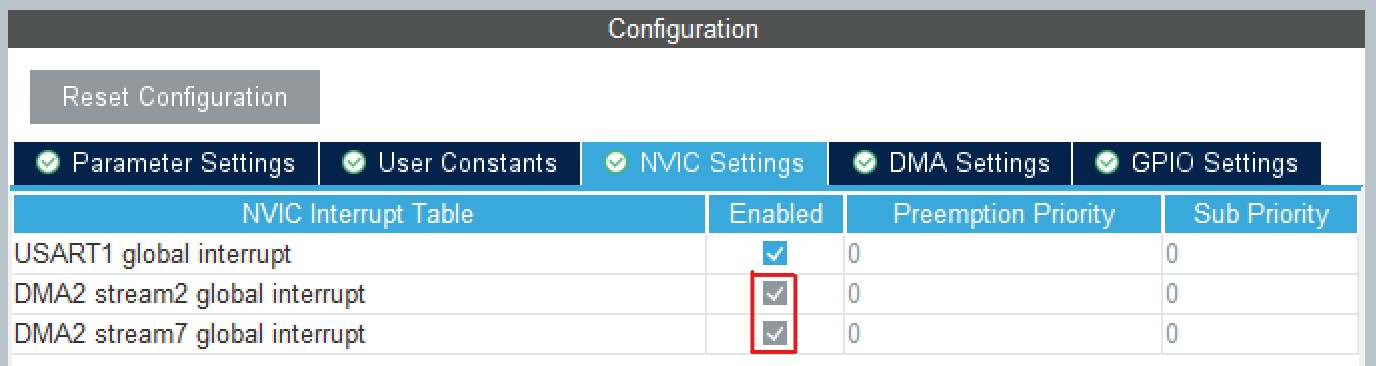 Configuration
Reset Configuration
Parameter Settings User Constants NVIC Settings DMA Settings GPIO Settings
NVIC Interrupt Table Enabled Preemption Priority Sub Priority
USART1 global interrupt 0 0
DMA2 stream2 global interrupt 0 0
DMA2 stream7 global interrupt 0 0